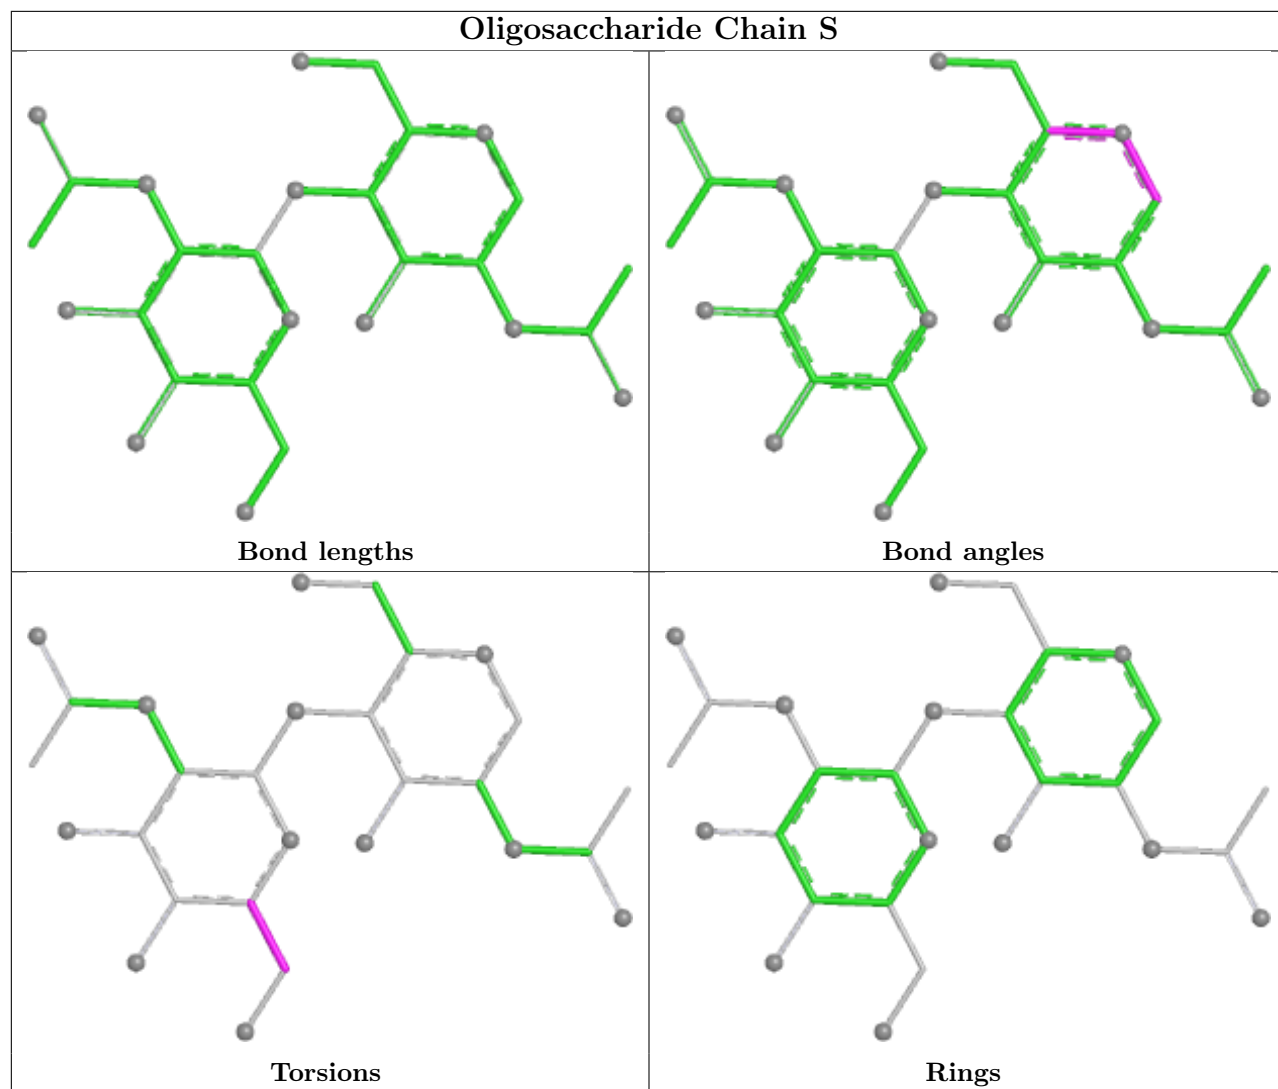 Oligosaccharide Chain S
Bond lengths
Bond angles
Torsions
Rings